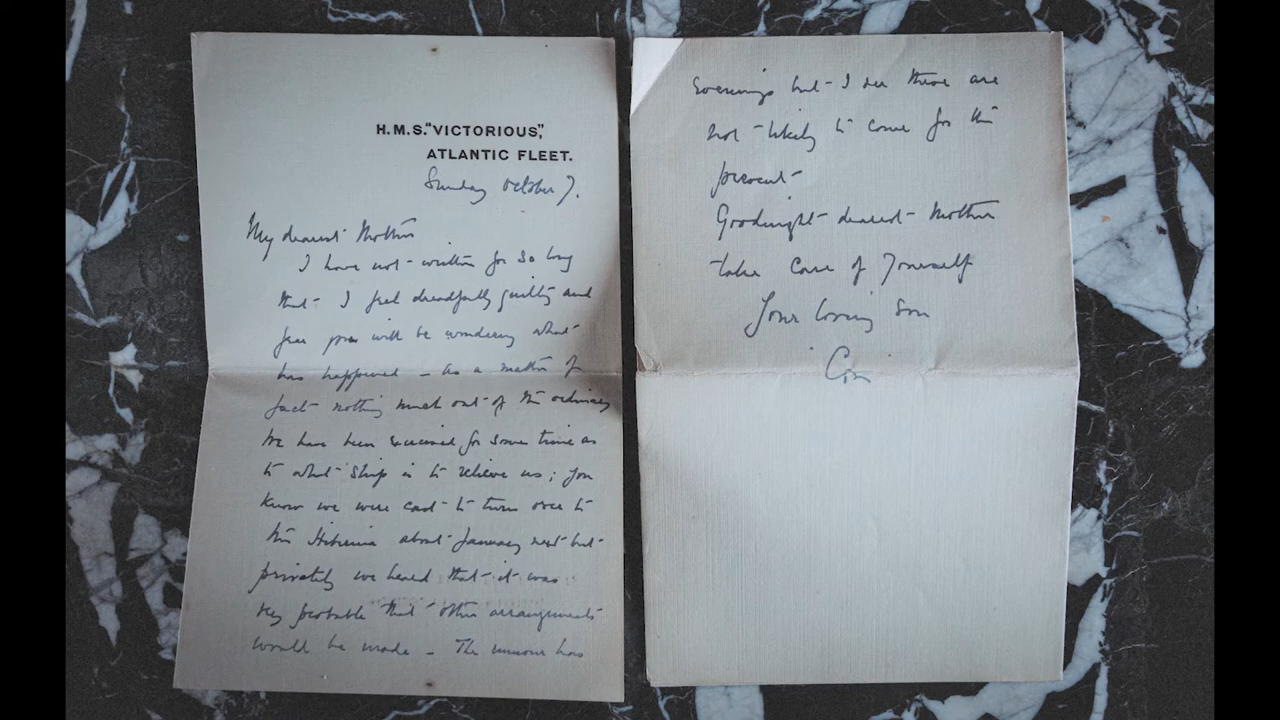 H.M.S. "VICTORIOUS",
ATLANTIC FLEET.
Sunday October 7.
My dearest Mother
I have not written for so long
that I feel dreadfully guilty and
fear you will be wondering what
has happened – as a matter of
fact nothing much out of the ordinary
We have been exercised for some time as
to what ship is to relieve us; you
know we were cast to turn over to
the Hibernia about January next but
privately we heard that it was
very probable that other arrangements
would be made – The rumour has
Evenings but I see these are
not likely to come for the
present
Goodnight dearest Mother
take care of yourself
Your loving Son
Con